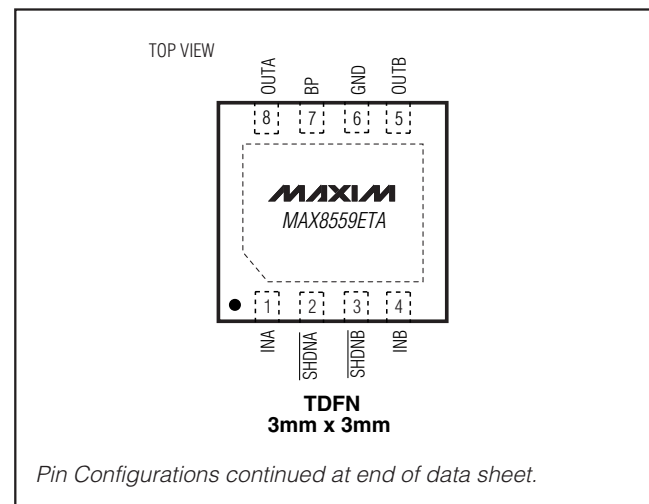 TOP VIEW
OUTA BP GND OUTB
8 7 6 5
MAXIM
MAX8559ETA
1 2 3 4
INA SHDNA SHDNB INB
TDFN
3mm x 3mm
Pin Configurations continued at end of data sheet.